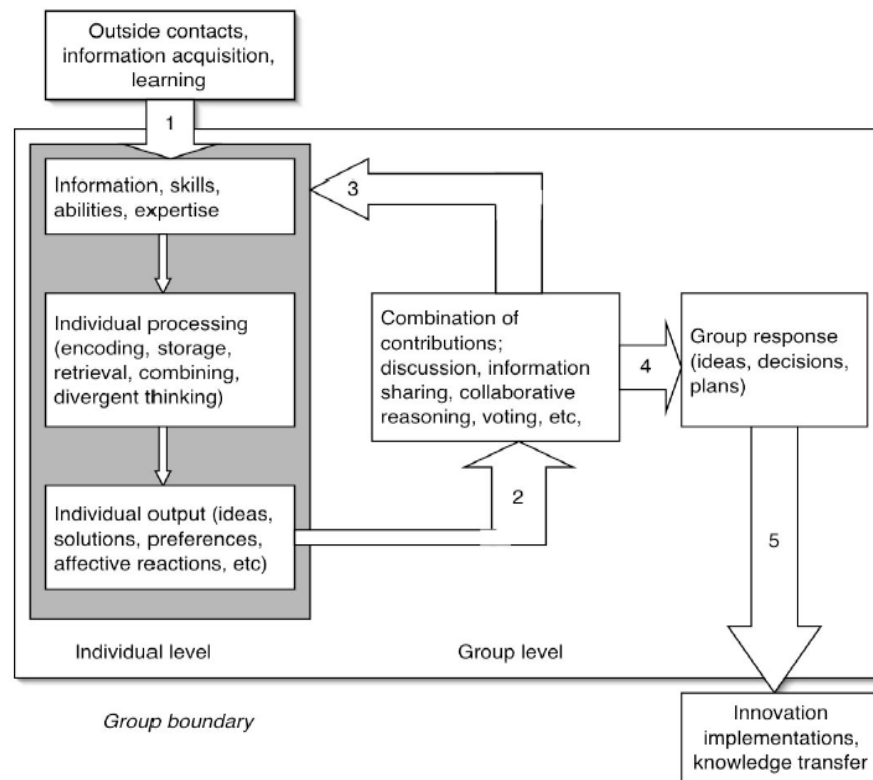 Outside contacts,
information acquisition,
learning
1
Information, skills,
abilities, expertise
3
Individual processing
(encoding, storage,
retrieval, combining,
divergent thinking)
Combination of
contributions;
discussion, information
sharing, collaborative
reasoning, voting, etc,
4
Group response
(ideas, decisions,
plans)
Individual output (ideas,
solutions, preferences,
affective reactions, etc)
2
5
Individual level
Group level
Group boundary
Innovation
implementations,
knowledge transfer